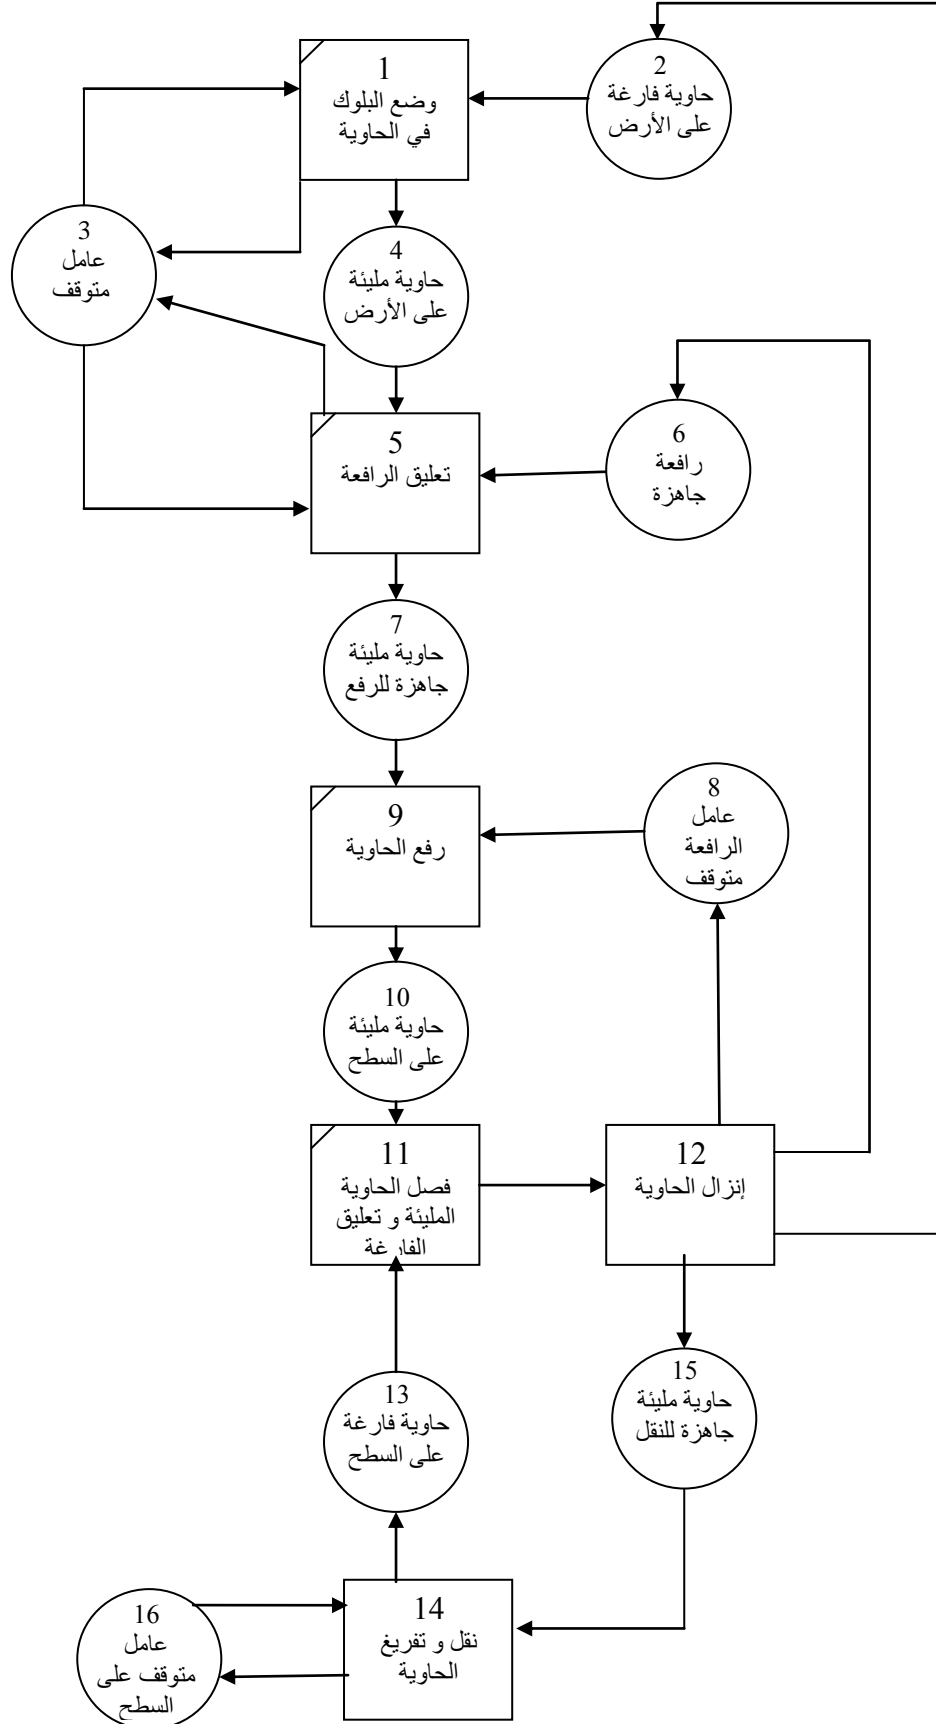 1
وضع البلوك
في الحاوية
2
حاوية فارغة
على الأرض
3
عامل
متوقف
4
حاوية مليئة
على الأرض
5
تعليق الرافعة
6
رافعة
جاهزة
7
حاوية مليئة
جاهزة للرفع
8
عامل
الرافعة
متوقف
9
رفع الحاوية
10
حاوية مليئة
على السطح
11
فصل الحاوية
المليئة و تعليق
الفارغة
12
إنزال الحاوية
13
حاوية فارغة
على السطح
15
حاوية مليئة
جاهزة للنقل
14
نقل و تفريغ
الحاوية
16
عامل
متوقف على
السطح